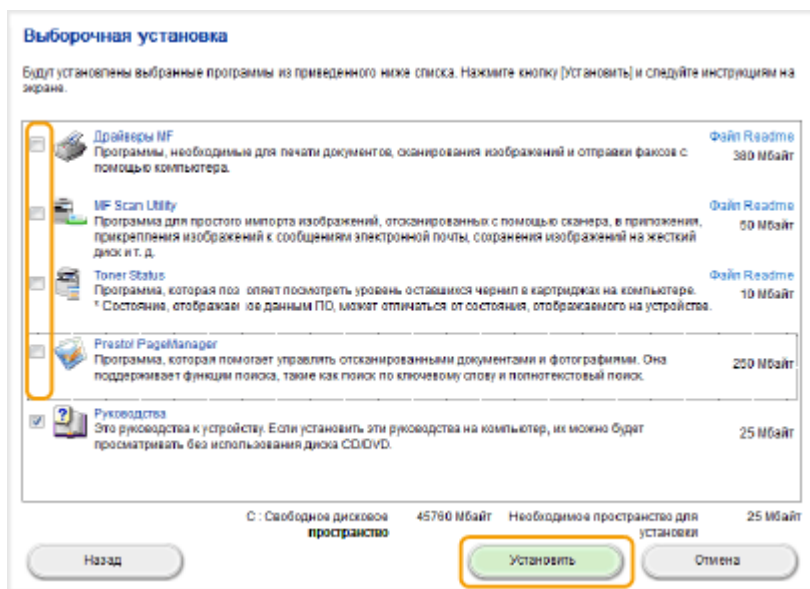 Выборочная установка
Будут установлены выбранные программы из приведенного ниже списка. Нажмите кнопку [Установить] и следуйте инструкциям на
экране.
Драйверы MF
Файл Readme
Программы, необходимые для печати документов, сканирования изображений и отправки факсов с
помощью компьютера.
380 Мбайт
MF Scan Utility
Файл Readme
Программа для простого импорта изображений, отсканированных с помощью сканера, в приложения,
прикрепления изображений к сообщениям электронной почты, сохранения изображений на жесткий
диск и т. д.
50 Мбайт
Toner Status
Файл Readme
Программа, которая поз оляет посмотреть уровень оставшихся чернил в картриджах на компьютере.
* Состояние, отображае ое данным ПО, может отличаться от состояния, отображаемого на устройстве.
10 Мбайт
Presto! PageManager
Программа, которая помогает управлять отсканированными документами и фотографиями. Она
поддерживает функции поиска, такие как поиск по ключевому слову и полнотекстовый поиск.
250 Мбайт
Руководства
Это руководства к устройству. Если установить эти руководства на компьютер, их можно будет
просматривать без использования диска CD/DVD.
25 Мбайт
C : Свободное дисковое пространство
45760 Мбайт
Необходимое пространство для установки
25 Мбайт
Назад
Установить
Отмена